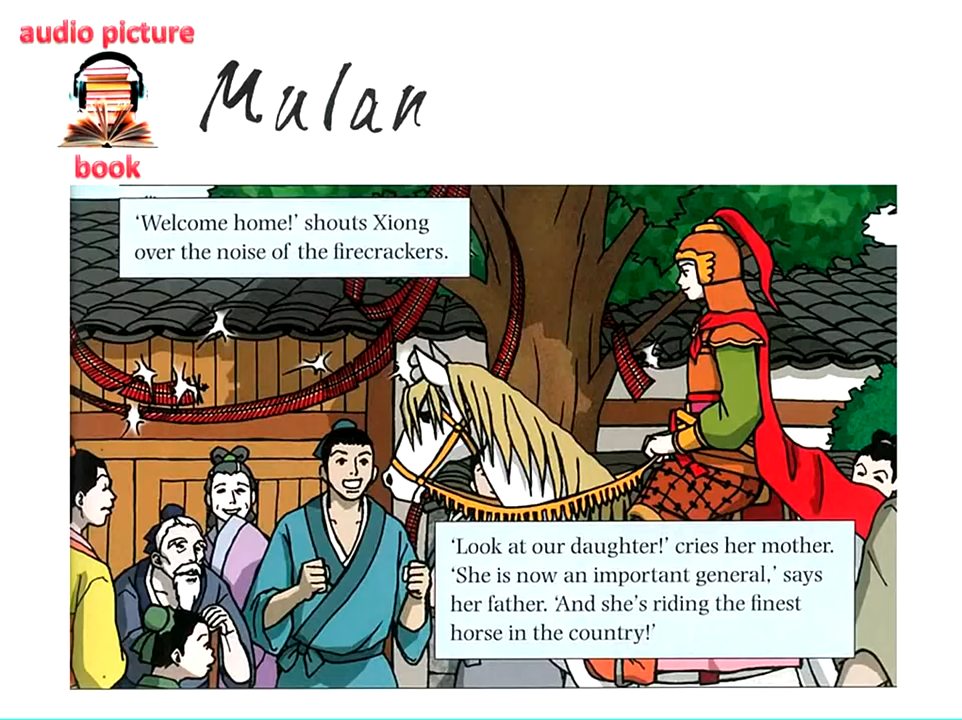 audio picture
book
Mulan
‘Welcome home!’ shouts Xiong
over the noise of the firecrackers.
‘Look at our daughter!’ cries her mother.
‘She is now an important general,’ says
her father. ‘And she’s riding the finest
horse in the country!’